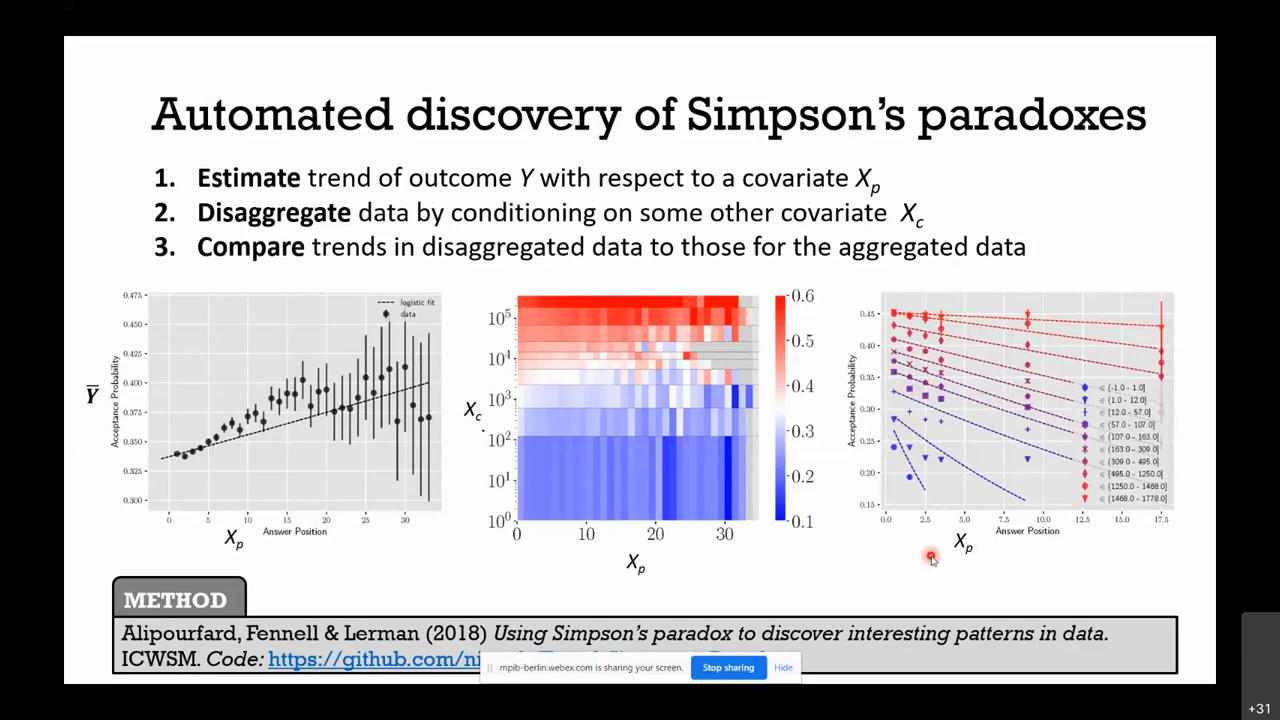 Automated discovery of Simpson's paradoxes
1. Estimate trend of outcome Y with respect to a covariate Xp
2. Disaggregate data by conditioning on some other covariate Xc
3. Compare trends in disaggregated data to those for the aggregated data
0.475
0.450
0.425
0.400
0.375
0.350
0.325
0.300
Ȳ
Acceptance Probability
logistic fit
data
0 5 10 15 20 25 30
Xp
Answer Position
Xc
10⁵
10⁴
10³
10²
10¹
10⁰
0 10 20 30
Xp
0.6
0.5
0.4
0.3
0.2
0.1
0.45
0.40
0.35
0.30
0.25
0.20
0.15
Acceptance Probability
∈ (-1.0 - 1.0]
∈ (1.0 - 12.0]
∈ (12.0 - 57.0]
∈ (57.0 - 107.0]
∈ (107.0 - 163.0]
∈ (163.0 - 309.0]
∈ (309.0 - 495.0]
∈ (495.0 - 1250.0]
∈ (1250.0 - 1468.0]
∈ (1468.0 - 1778.0]
0.0 2.5 5.0 7.5 10.0 12.5 15.0 17.5
Answer Position
Xp
METHOD
Alipourfard, Fennell & Lerman (2018) Using Simpson's paradox to discover interesting patterns in data.
ICWSM. Code: https://github.com/ni
mpib-berlin.webex.com is sharing your screen. Stop sharing Hide
+31